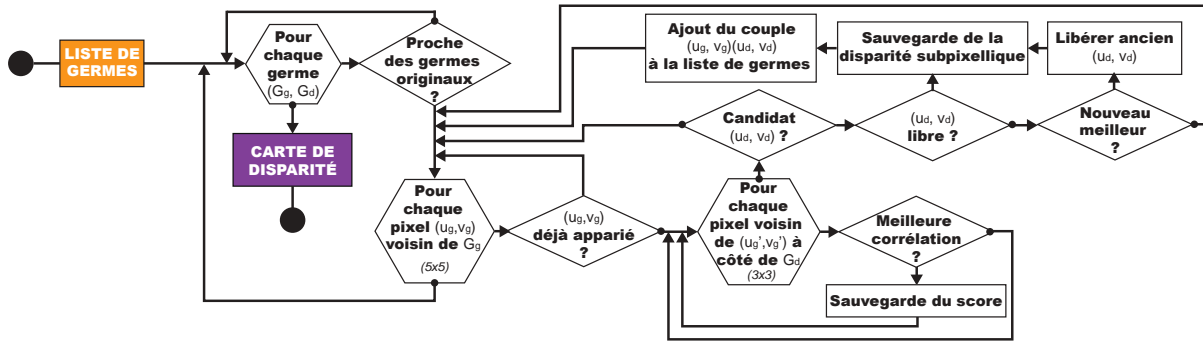 LISTE DE
GERMES
Pour
chaque
germe
(Gg, Gd)
Proche
des germes
originaux
?
CARTE DE
DISPARITÉ
Pour
chaque
pixel (ug,vg)
voisin de Gg
(5x5)
(ug,vg)
déjà apparié
?
Pour
chaque
pixel voisin
de (ug',vg') à
côté de Gd
(3x3)
Meilleure
corrélation
?
Sauvegarde du score
Candidat
(ud, vd) ?
(ud, vd)
libre ?
Nouveau
meilleur
?
Libérer ancien
(ud, vd)
Sauvegarde de la
disparité subpixellique
Ajout du couple
(ug, vg)(ud, vd)
à la liste de germes